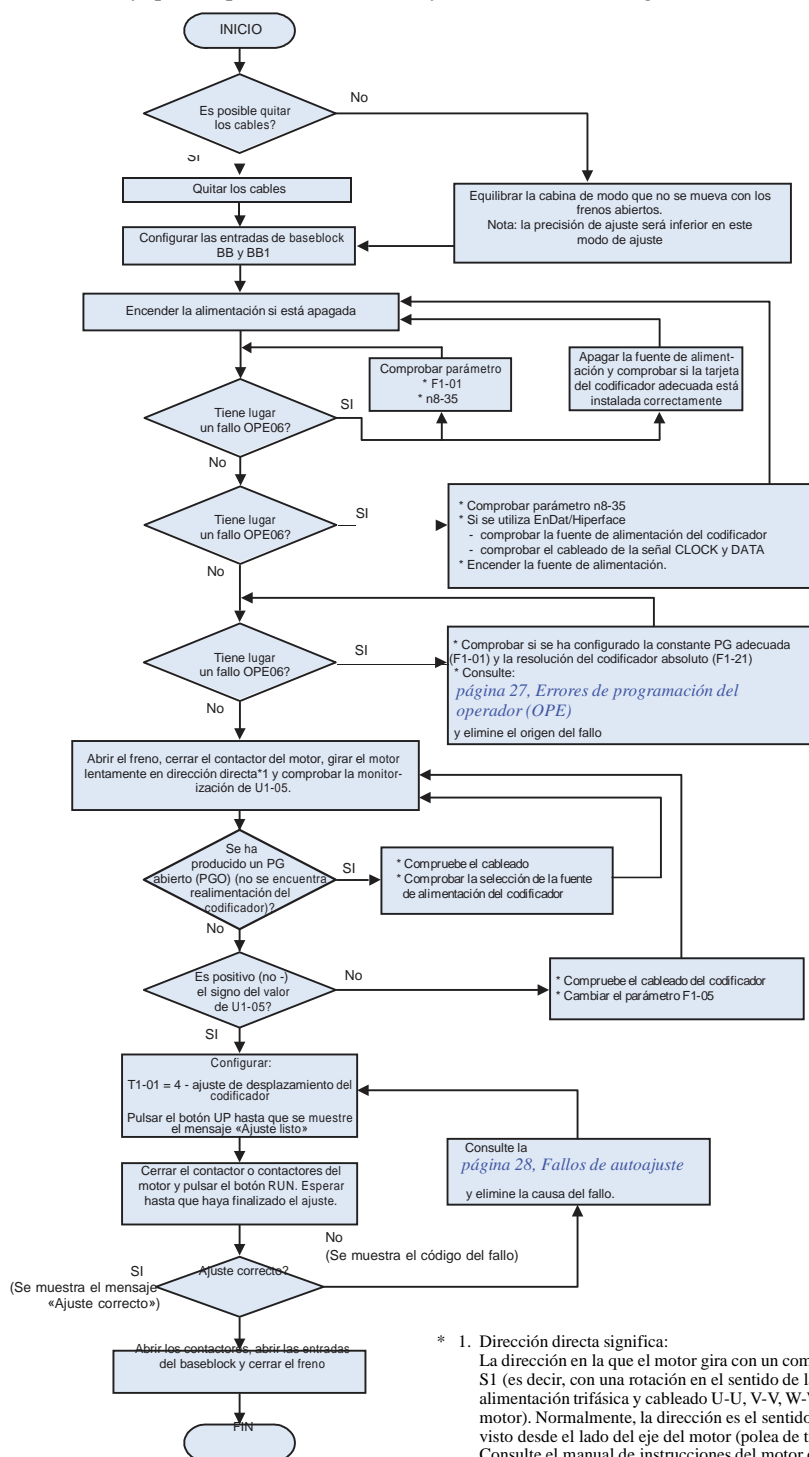 INICIO
Es posible quitar
los cables?
No
SI
Quitar los cables
Equilibrar la cabina de modo que no se mueva con los
frenos abiertos.
Nota: la precisión de ajuste será inferior en este
modo de ajuste
Configurar las entradas de baseblock
BB y BB1
Encender la alimentación si está apagada
Comprobar parámetro
* F1-01
* n8-35
Apagar la fuente de aliment-
ación y comprobar si la tarjeta
del codificador adecuada está
instalada correctamente
Tiene lugar
un fallo OPE06?
SI
No
Tiene lugar
un fallo OPE06?
SI
* Comprobar parámetro n8-35
* Si se utiliza EnDat/Hiperface
- comprobar la fuente de alimentación del codificador
- comprobar el cableado de la señal CLOCK y DATA
* Encender la fuente de alimentación.
No
Tiene lugar
un fallo OPE06?
SI
* Comprobar si se ha configurado la constante PG adecuada
(F1-01) y la resolución del codificador absoluto (F1-21)
* Consulte:
página 27, Errores de programación del
operador (OPE)
y elimine el origen del fallo
No
Abrir el freno, cerrar el contactor del motor, girar el motor
lentamente en dirección directa*1 y comprobar la monitor-
ización de U1-05.
Se ha
producido un PG
abierto (PGO) (no se encuentra
realimentación del
codificador)?
SI
* Compruebe el cableado
* Comprobar la selección de la fuente
de alimentación del codificador
No
Es positivo (no -)
el signo del valor
de U1-05?
No
* Compruebe el cableado del codificador
* Cambiar el parámetro F1-05
SI
Configurar:
T1-01 = 4 - ajuste de desplazamiento del
codificador
Pulsar el botón UP hasta que se muestre
el mensaje «Ajuste listo»
Consulte la
página 28, Fallos de autoajuste
y elimine la causa del fallo.
Cerrar el contactor o contactores del
motor y pulsar el botón RUN. Esperar
hasta que haya finalizado el ajuste.
No
(Se muestra el código del fallo)
SI
(Se muestra el mensaje
«Ajuste correcto»)
Ajuste correcto?
Abrir los contactores, abrir las entradas
del baseblock y cerrar el freno
FIN
* 1. Dirección directa significa:
La dirección en la que el motor gira con un com
S1 (es decir, con una rotación en el sentido de l
alimentación trifásica y cableado U-U, V-V, W-
motor). Normalmente, la dirección es el sentido
visto desde el lado del eje del motor (polea de t
Consulte el manual de instrucciones del motor